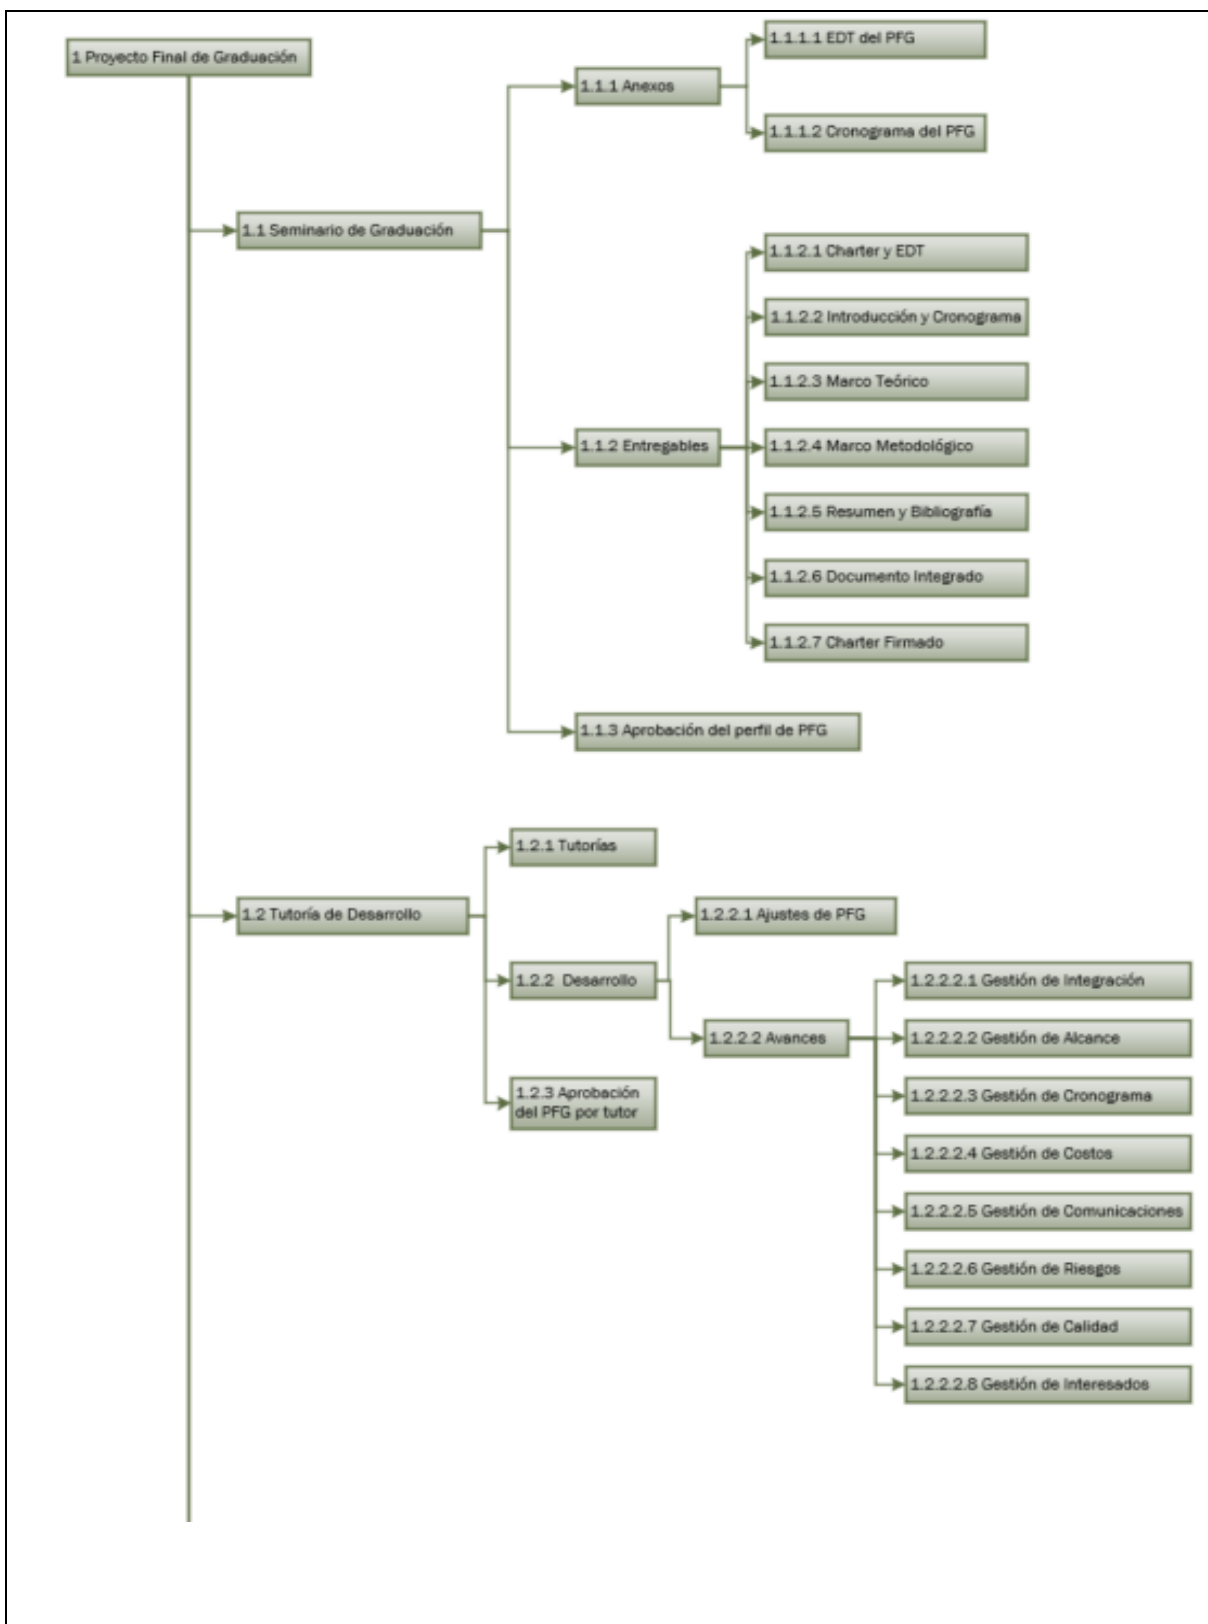 1 Proyecto Final de Graduación
1.1 Seminario de Graduación
1.1.1 Anexos
1.1.1.1 EDT del PFG
1.1.1.2 Cronograma del PFG
1.1.2 Entregables
1.1.2.1 Charter y EDT
1.1.2.2 Introducción y Cronograma
1.1.2.3 Marco Teórico
1.1.2.4 Marco Metodológico
1.1.2.5 Resumen y Bibliografía
1.1.2.6 Documento Integrado
1.1.2.7 Charter Firmado
1.1.3 Aprobación del perfil de PFG
1.2 Tutoría de Desarrollo
1.2.1 Tutorías
1.2.2 Desarrollo
1.2.2.1 Ajustes de PFG
1.2.2.2 Avances
1.2.2.2.1 Gestión de Integración
1.2.2.2.2 Gestión de Alcance
1.2.2.2.3 Gestión de Cronograma
1.2.2.2.4 Gestión de Costos
1.2.2.2.5 Gestión de Comunicaciones
1.2.2.2.6 Gestión de Riesgos
1.2.2.2.7 Gestión de Calidad
1.2.2.2.8 Gestión de Interesados
1.2.3 Aprobación
del PFG por tutor